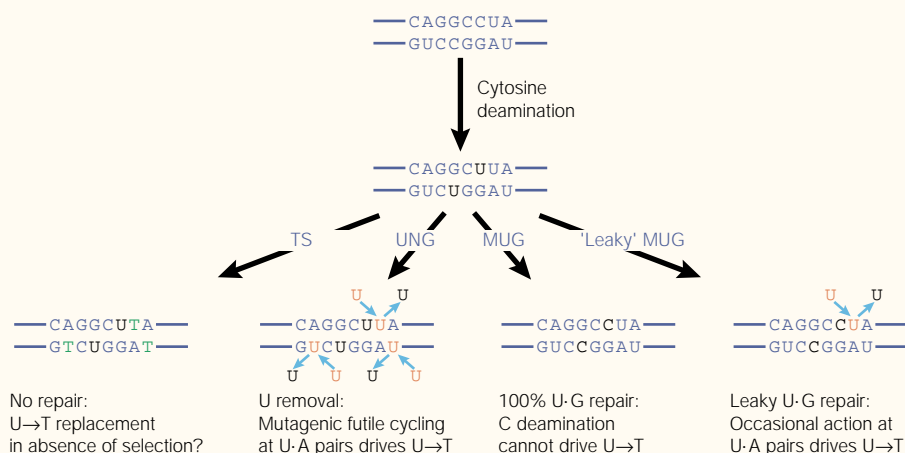 CAGGCCUA
GUCCGGAU
Cytosine
deamination
CAGGCUUA
GUCUGGAU
TS
UNG
MUG
'Leaky' MUG
U U
U U
CAGGCUTA
GTCUGGAT
CAGGCUUA
GUCUGGAU
CAGGCCUA
GUCCGGAU
CAGGCCUA
GUCCGGAU
U U U U
No repair:
U→T replacement
in absence of selection?
U removal:
Mutagenic futile cycling
at U·A pairs drives U→T
100% U·G repair:
C deamination
cannot drive U→T
Leaky U·G repair:
Occasional action at
U·A pairs drives U→T